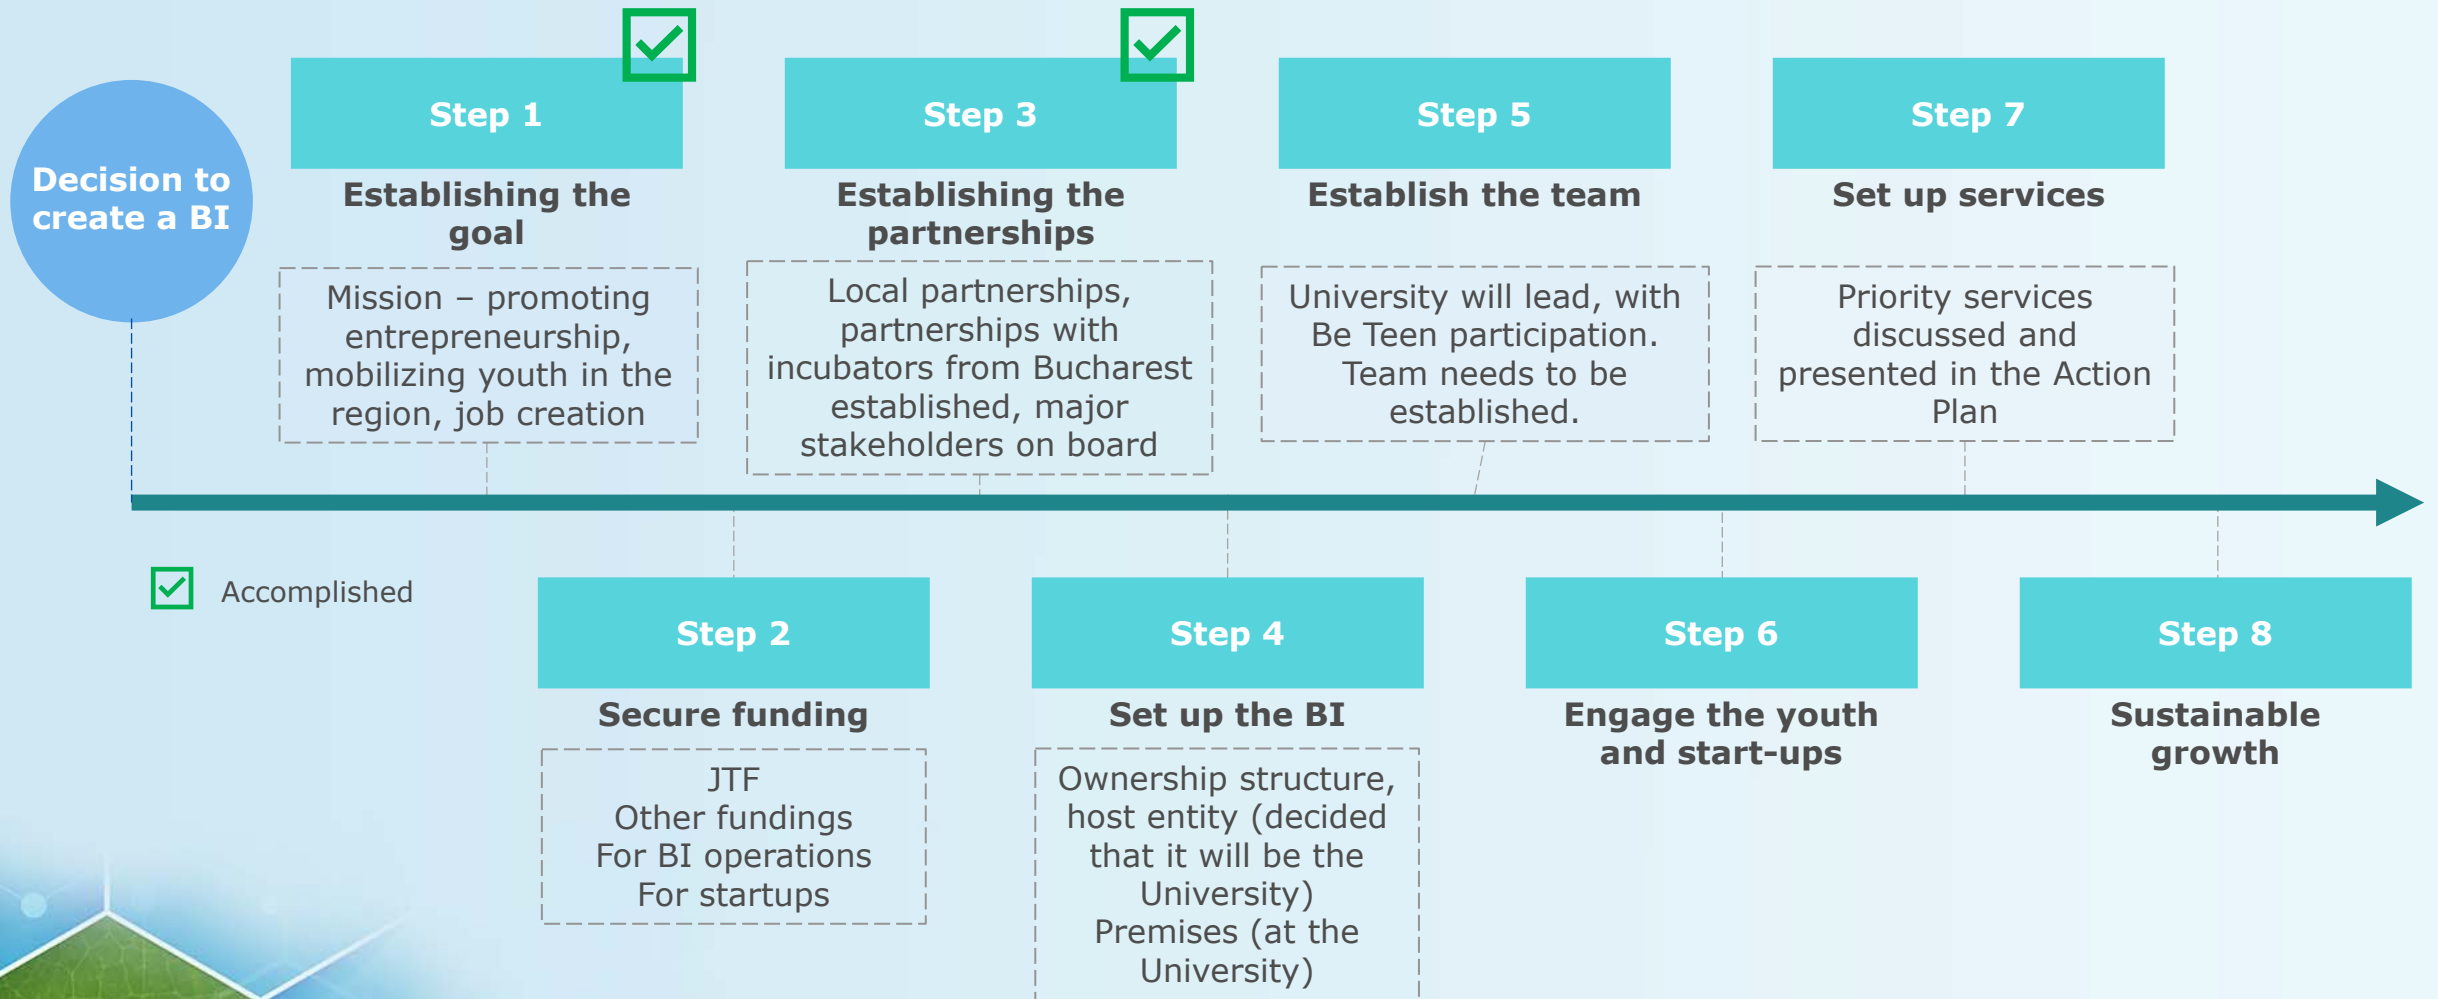 Decision to
create a BI
Step 1
Establishing the
goal
Mission – promoting
entrepreneurship,
mobilizing youth in the
region, job creation
Step 3
Establishing the
partnerships
Local partnerships,
partnerships with
incubators from Bucharest
established, major
stakeholders on board
Step 5
Establish the team
University will lead, with
Be Teen participation.
Team needs to be
established.
Step 7
Set up services
Priority services
discussed and
presented in the Action
Plan
Accomplished
Step 2
Secure funding
JTF
Other fundings
For BI operations
For startups
Step 4
Set up the BI
Ownership structure,
host entity (decided
that it will be the
University)
Premises (at the
University)
Step 6
Engage the youth
and start-ups
Step 8
Sustainable
growth